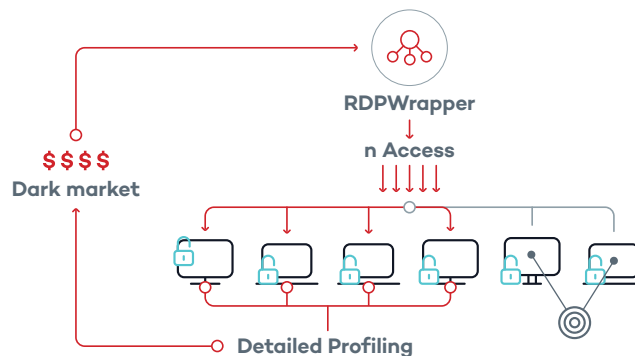 RDPWrapper
n Access
$ $ $ $
Dark market
Detailed Profiling